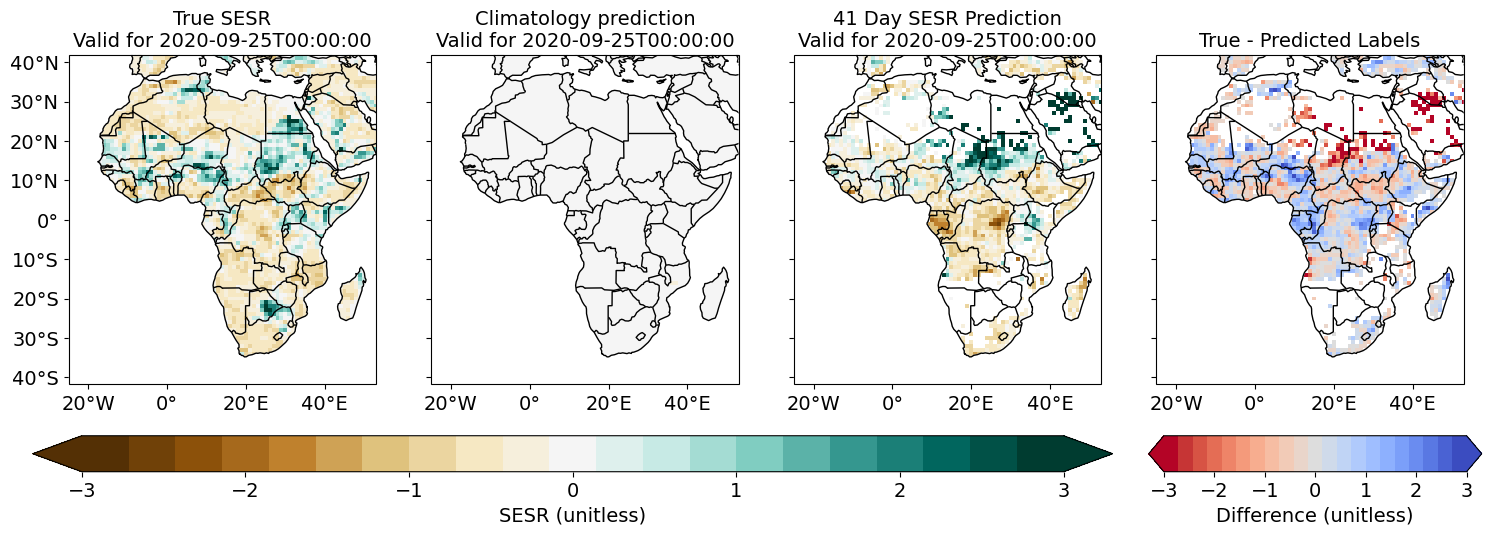 True SESR
Valid for 2020-09-25T00:00:00
Climatology prediction
Valid for 2020-09-25T00:00:00
41 Day SESR Prediction
Valid for 2020-09-25T00:00:00
True - Predicted Labels
40°N
30°N
20°N
10°N
0°
10°S
20°S
30°S
40°S
20°W 0° 20°E 40°E
20°W 0° 20°E 40°E
20°W 0° 20°E 40°E
20°W 0° 20°E 40°E
−3 −2 −1 0 1 2 3
SESR (unitless)
−3 −2 −1 0 1 2 3
Difference (unitless)